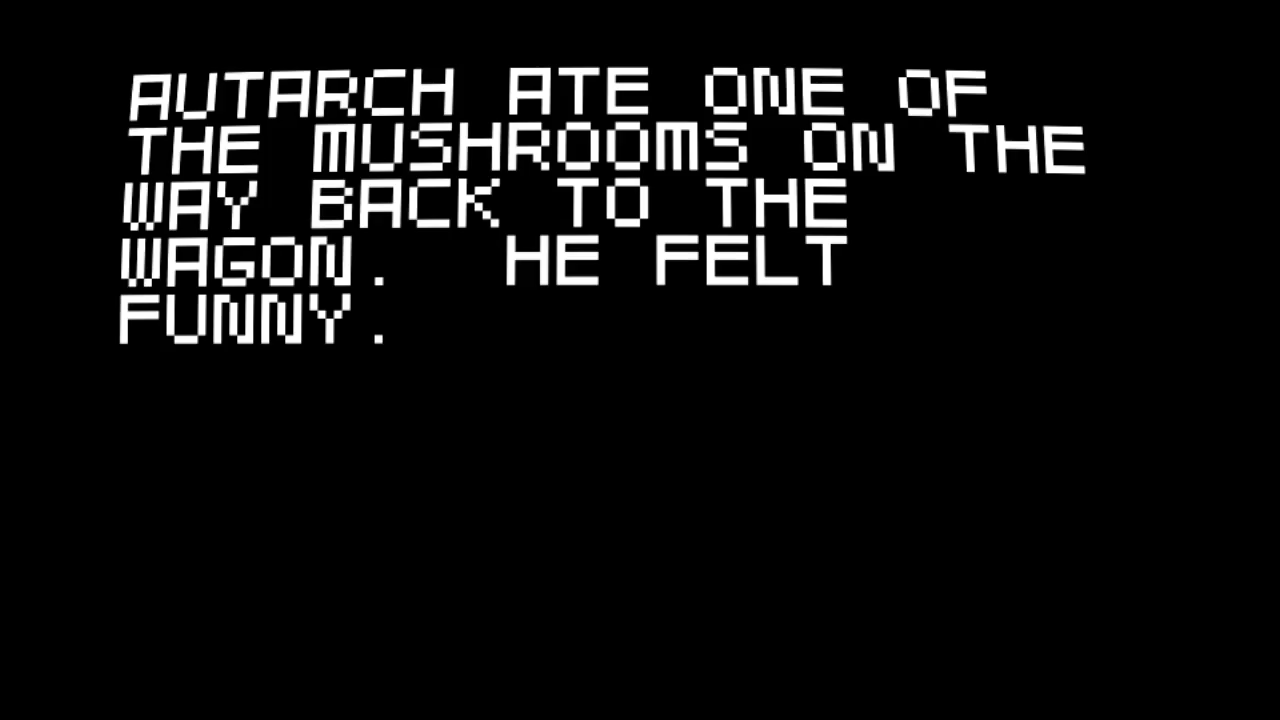 AUTARCH ATE ONE OF
THE MUSHROOMS ON THE
WAY BACK TO THE
WAGON.  HE FELT
FUNNY.